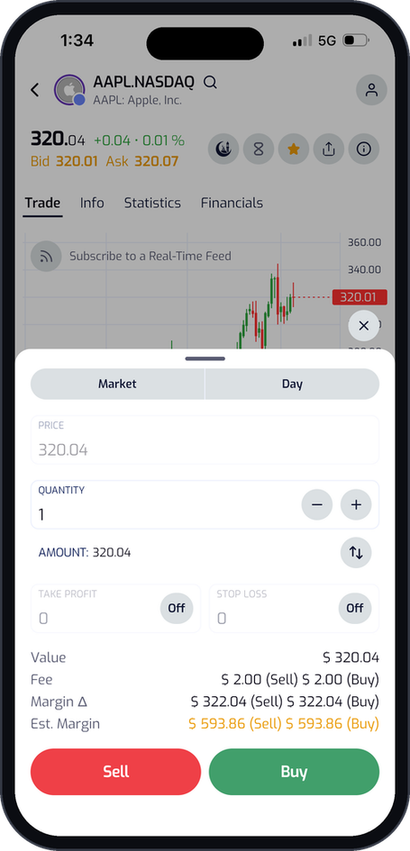 1:34
5G
AAPL.NASDAQ
AAPL: Apple, Inc.
320.04 +0.04 · 0.01 %
Bid 320.01 Ask 320.07
Trade Info Statistics Financials
360.00
Subscribe to a Real-Time Feed
340.00
320.01
Market Day
PRICE
320.04
QUANTITY
1
AMOUNT: 320.04
TAKE PROFIT
0
Off
STOP LOSS
0
Off
Value $ 320.04
Fee $ 2.00 (Sell) $ 2.00 (Buy)
Margin Δ $ 322.04 (Sell) $ 322.04 (Buy)
Est. Margin $ 593.86 (Sell) $ 593.86 (Buy)
Sell Buy